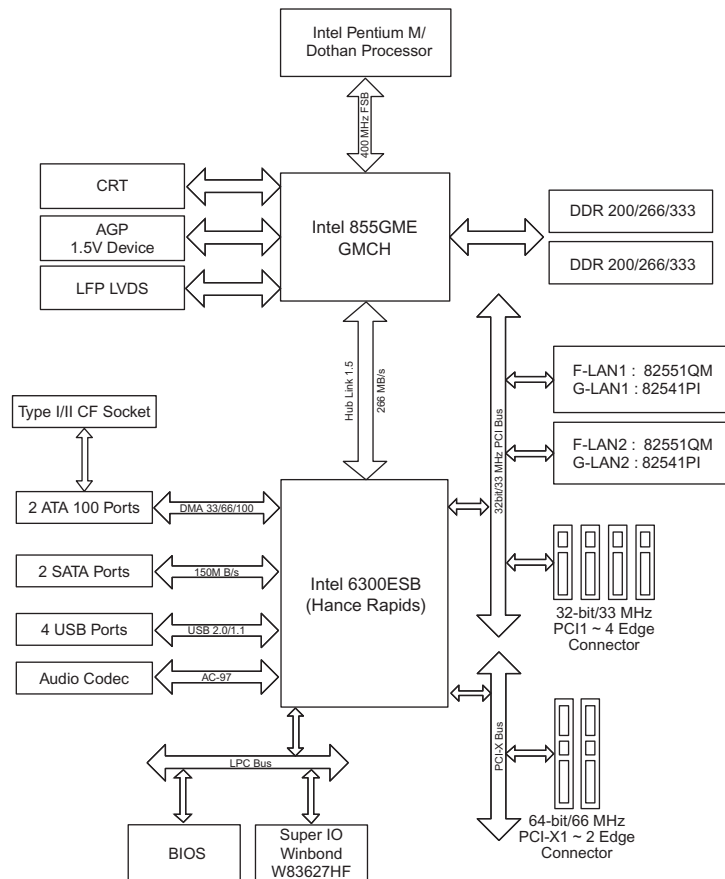 Intel Pentium M/
Dothan Processor
400 MHz FSB
CRT
AGP
1.5V Device
LFP LVDS
Intel 855GME
GMCH
DDR 200/266/333
DDR 200/266/333
Hub Link 1.5
266 MB/s
32bit/33 MHz PCI Bus
F-LAN1 : 82551QM
G-LAN1 : 82541PI
F-LAN2 : 82551QM
G-LAN2 : 82541PI
Type I/II CF Socket
2 ATA 100 Ports
DMA 33/66/100
2 SATA Ports
150M B/s
4 USB Ports
USB 2.0/1.1
Audio Codec
AC-97
Intel 6300ESB
(Hance Rapids)
32-bit/33 MHz
PCI1 ~ 4 Edge
Connector
PCI-X Bus
64-bit/66 MHz
PCI-X1 ~ 2 Edge
Connector
LPC Bus
BIOS
Super IO
Winbond
W83627HF